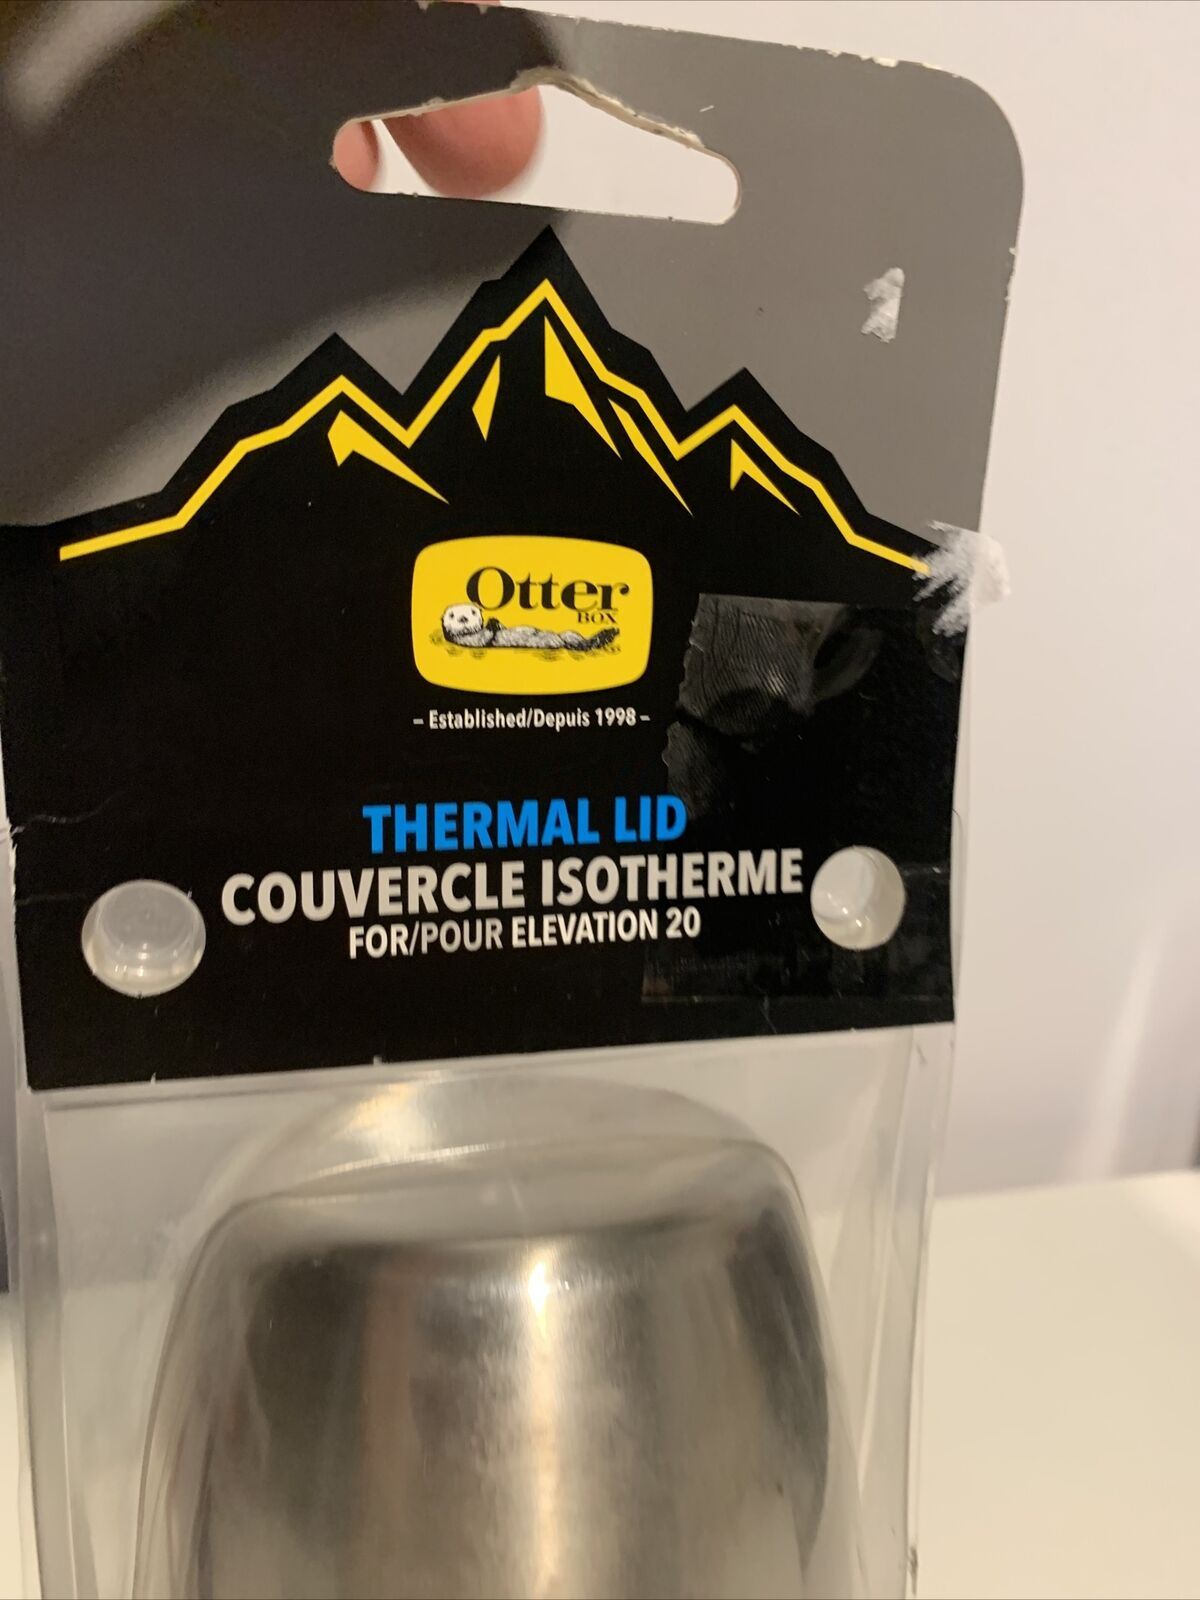 Otter
BOX
– Established/Depuis 1998 –
THERMAL LID
COUVERCLE ISOTHERME
FOR/POUR ELEVATION 20